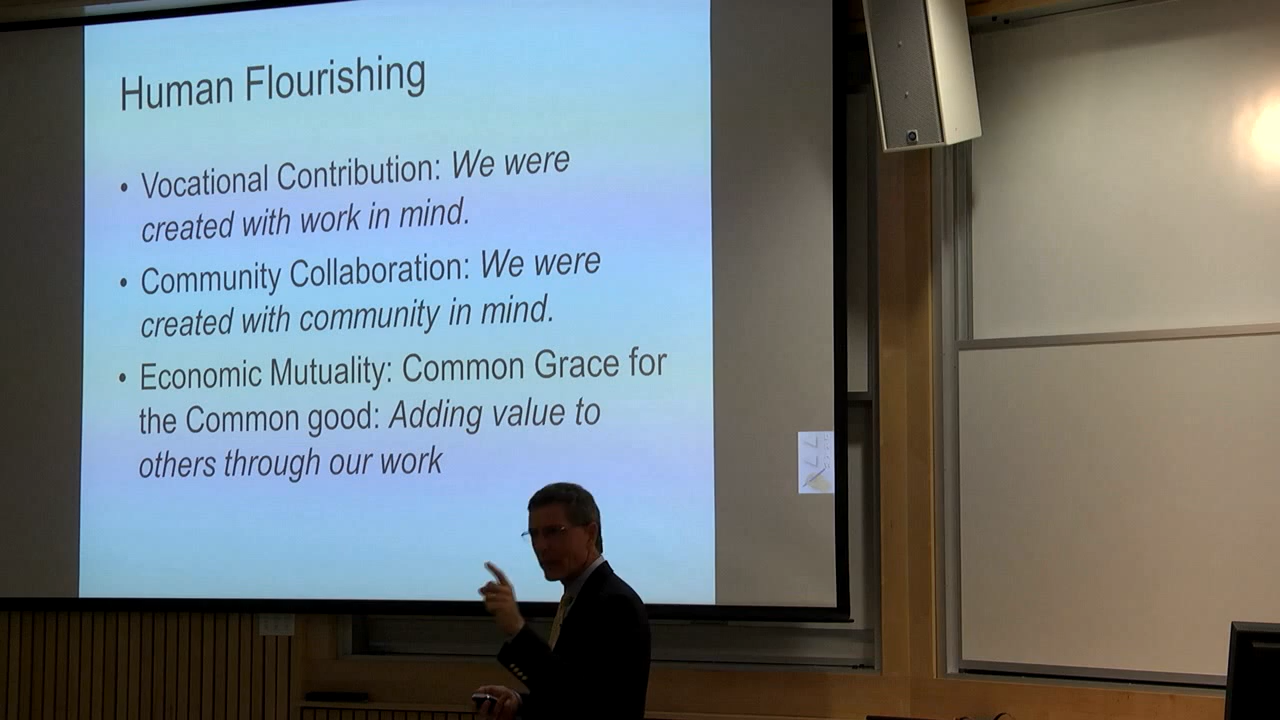 Human Flourishing
• Vocational Contribution: We were
created with work in mind.
• Community Collaboration: We were
created with community in mind.
• Economic Mutuality: Common Grace for
the Common good: Adding value to
others through our work